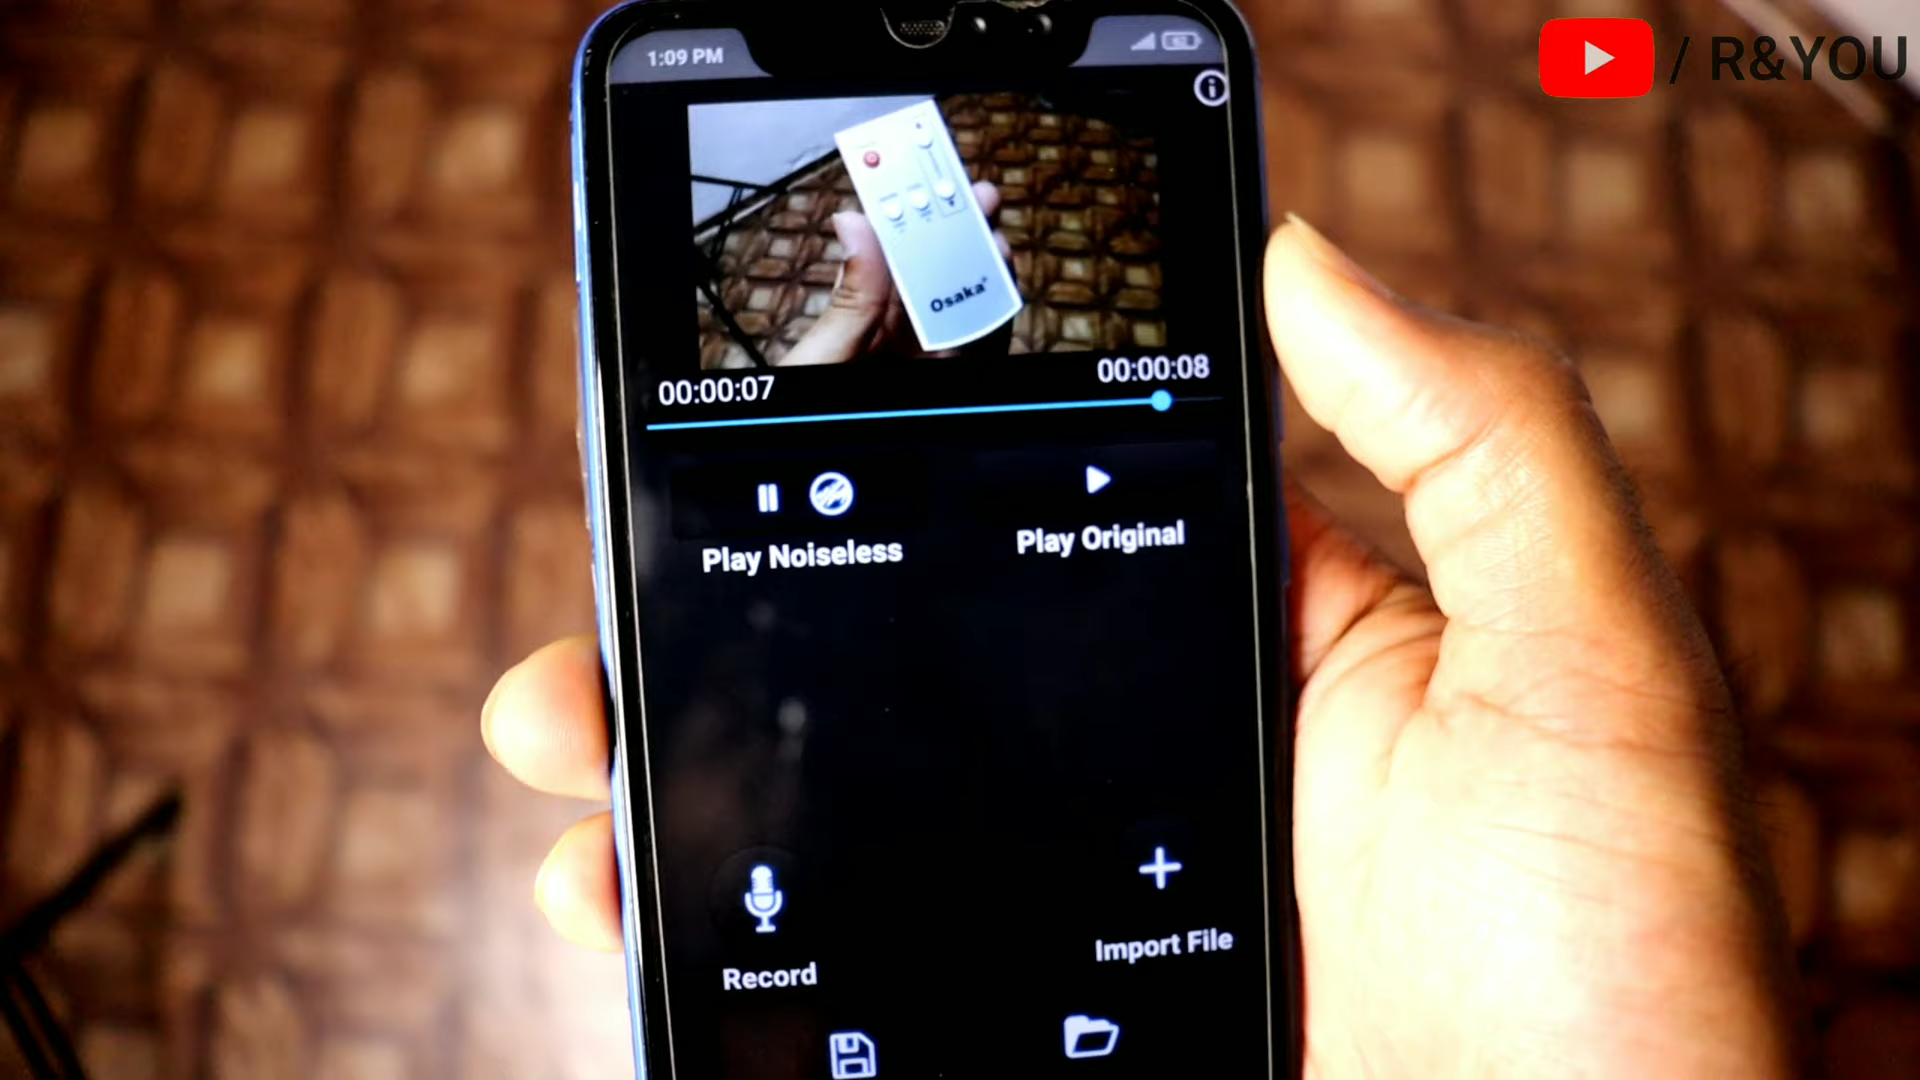 / R&YOU
1:09 PM
Osaka
00:00:07
00:00:08
Play Noiseless
Play Original
Record
Import File